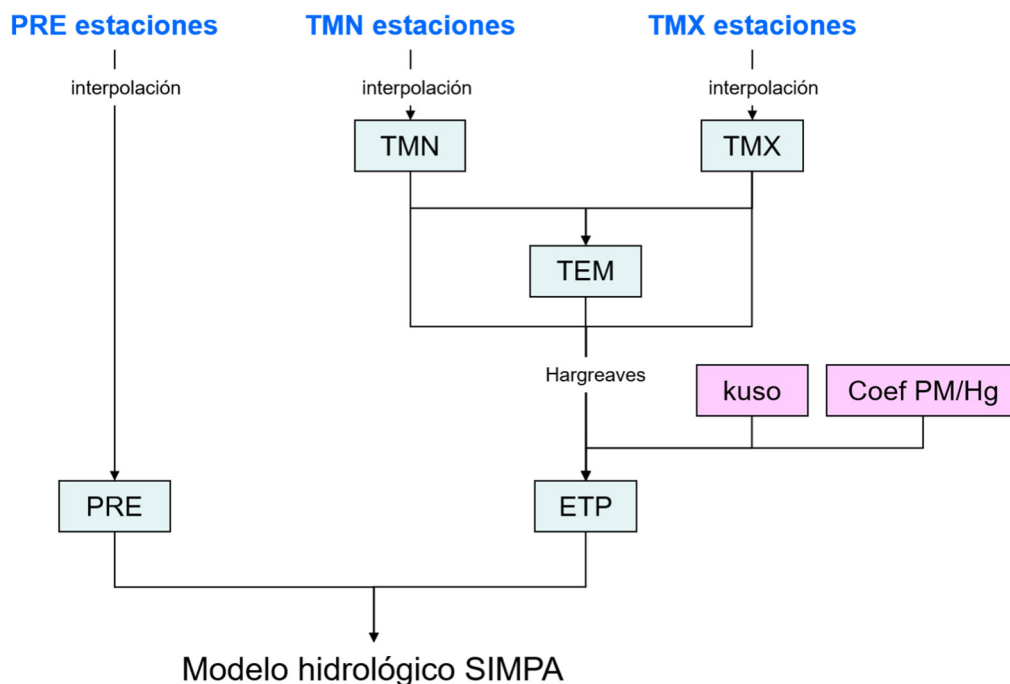 PRE estaciones
TMN estaciones
TMX estaciones
interpolación
interpolación
interpolación
TMN
TMX
TEM
Hargreaves
kuso
Coef PM/Hg
PRE
ETP
Modelo hidrológico SIMPA